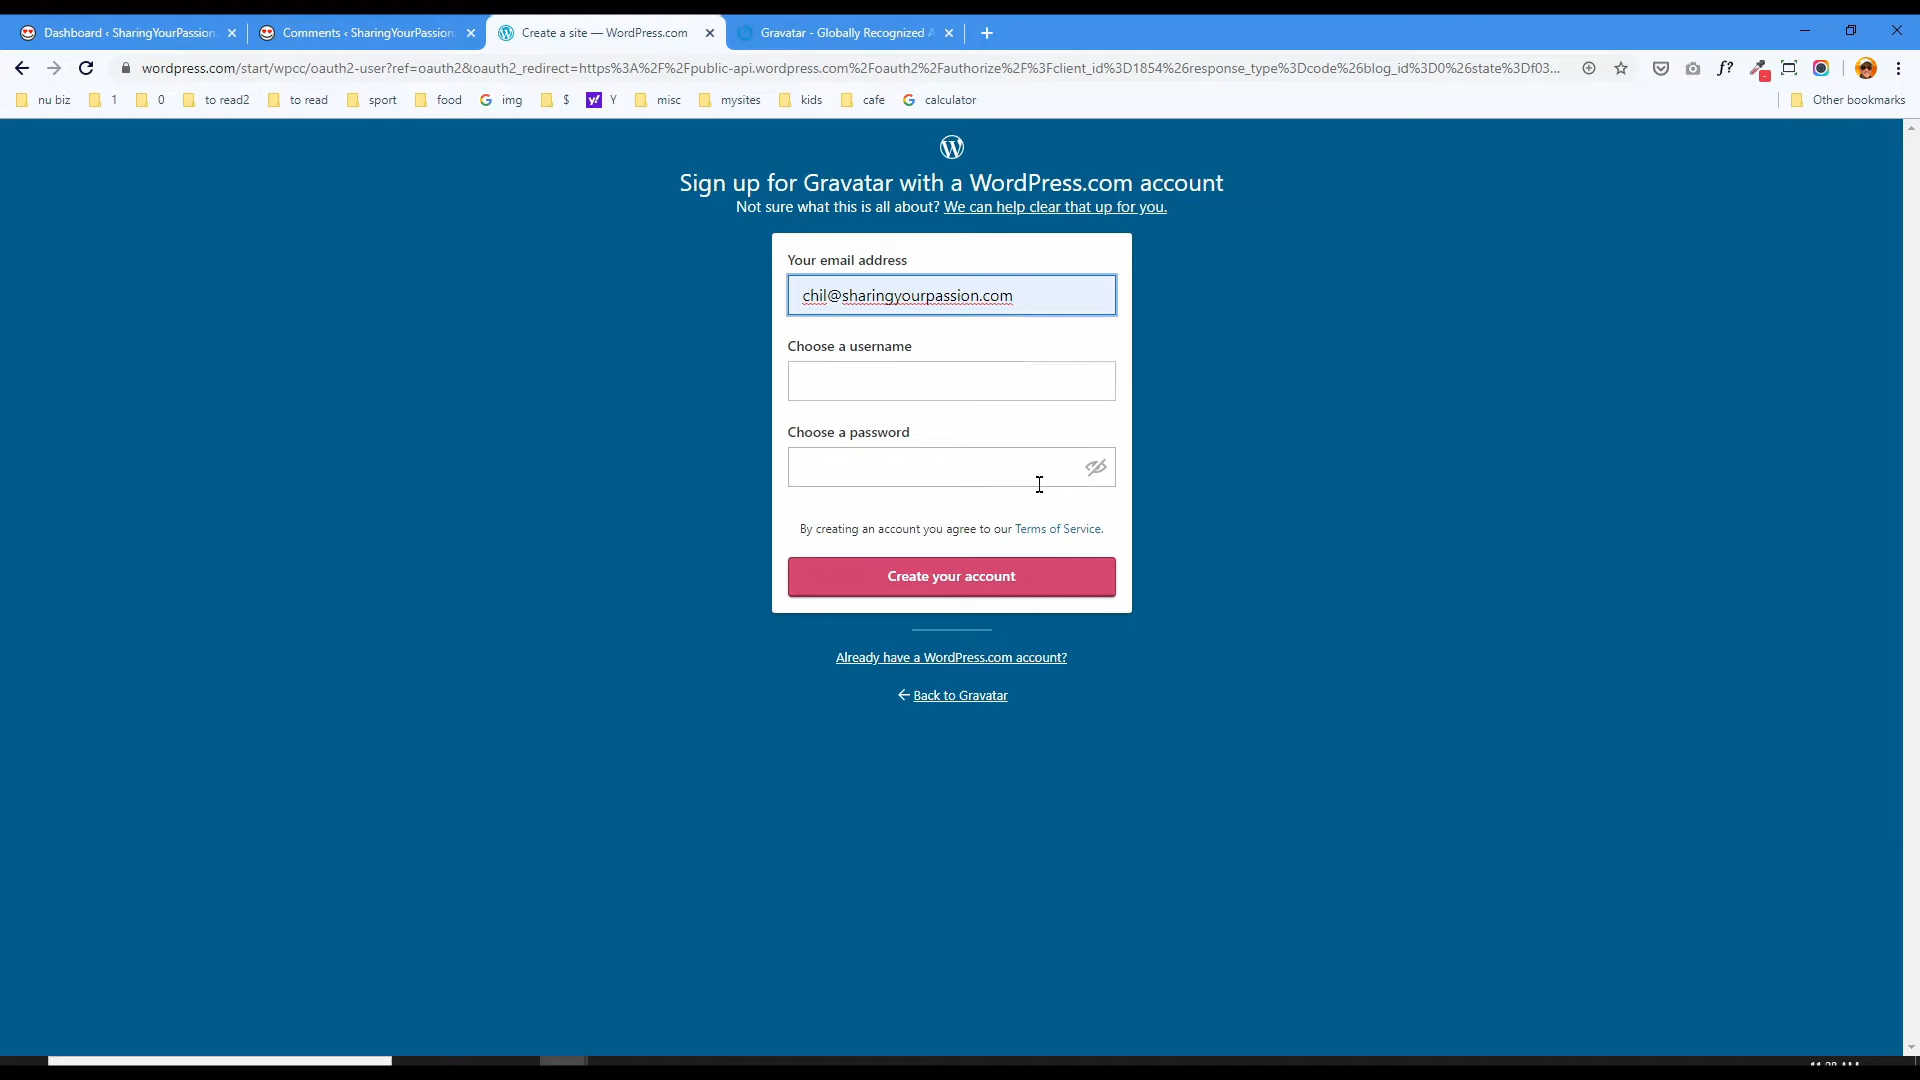 Dashboard ‹ SharingYourPassion
Comments ‹ SharingYourPassion.
Create a site — WordPress.com
Gravatar - Globally Recognized A
wordpress.com/start/wpcc/oauth2-user?ref=oauth2&oauth2_redirect=https%3A%2F%2Fpublic-api.wordpress.com%2Foauth2%2Fauthorize%2F%3Fclient_id%3D1854%26response_type%3Dcode%26blog_id%3D0%26state%3Df03...
f?
nu biz
1
0
to read2
to read
sport
food
img
$
Y
misc
mysites
kids
cafe
calculator
Other bookmarks
Sign up for Gravatar with a WordPress.com account
Not sure what this is all about? We can help clear that up for you.
Your email address
chil@sharingyourpassion.com
Choose a username
Choose a password
By creating an account you agree to our Terms of Service.
Create your account
Already have a WordPress.com account?
Back to Gravatar